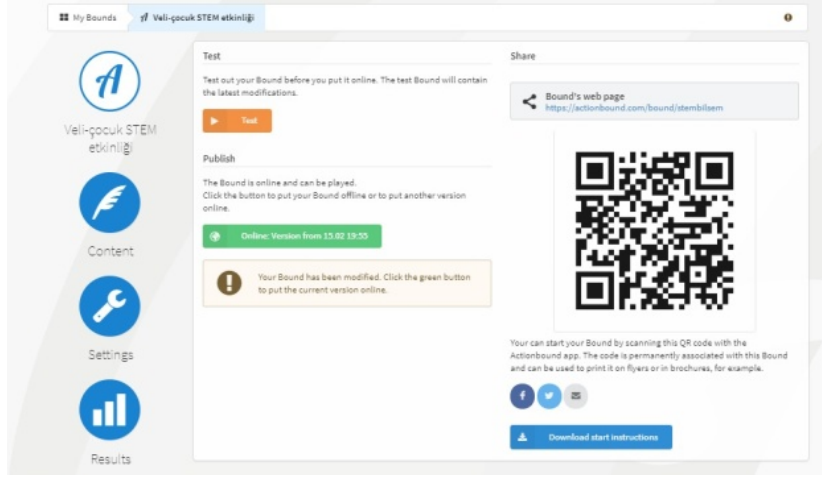 My Bounds
Veli-çocuk STEM etkinliği
Veli-çocuk STEM
etkinliği
Content
Settings
Results
Test
Test out your Bound before you put it online. The test Bound will contain
the latest modifications.
Test
Publish
The Bound is online and can be played.
Click the button to put your Bound offline or to put another version
online.
Online: Version from 15.02 19:55
Your Bound has been modified. Click the green button
to put the current version online.
Share
Bound's web page
https://actionbound.com/bound/stembilsem
Your can start your Bound by scanning this QR code with the
Actionbound app. The code is permanently associated with this Bound
and can be used to print it on flyers or in brochures, for example.
Download start instructions